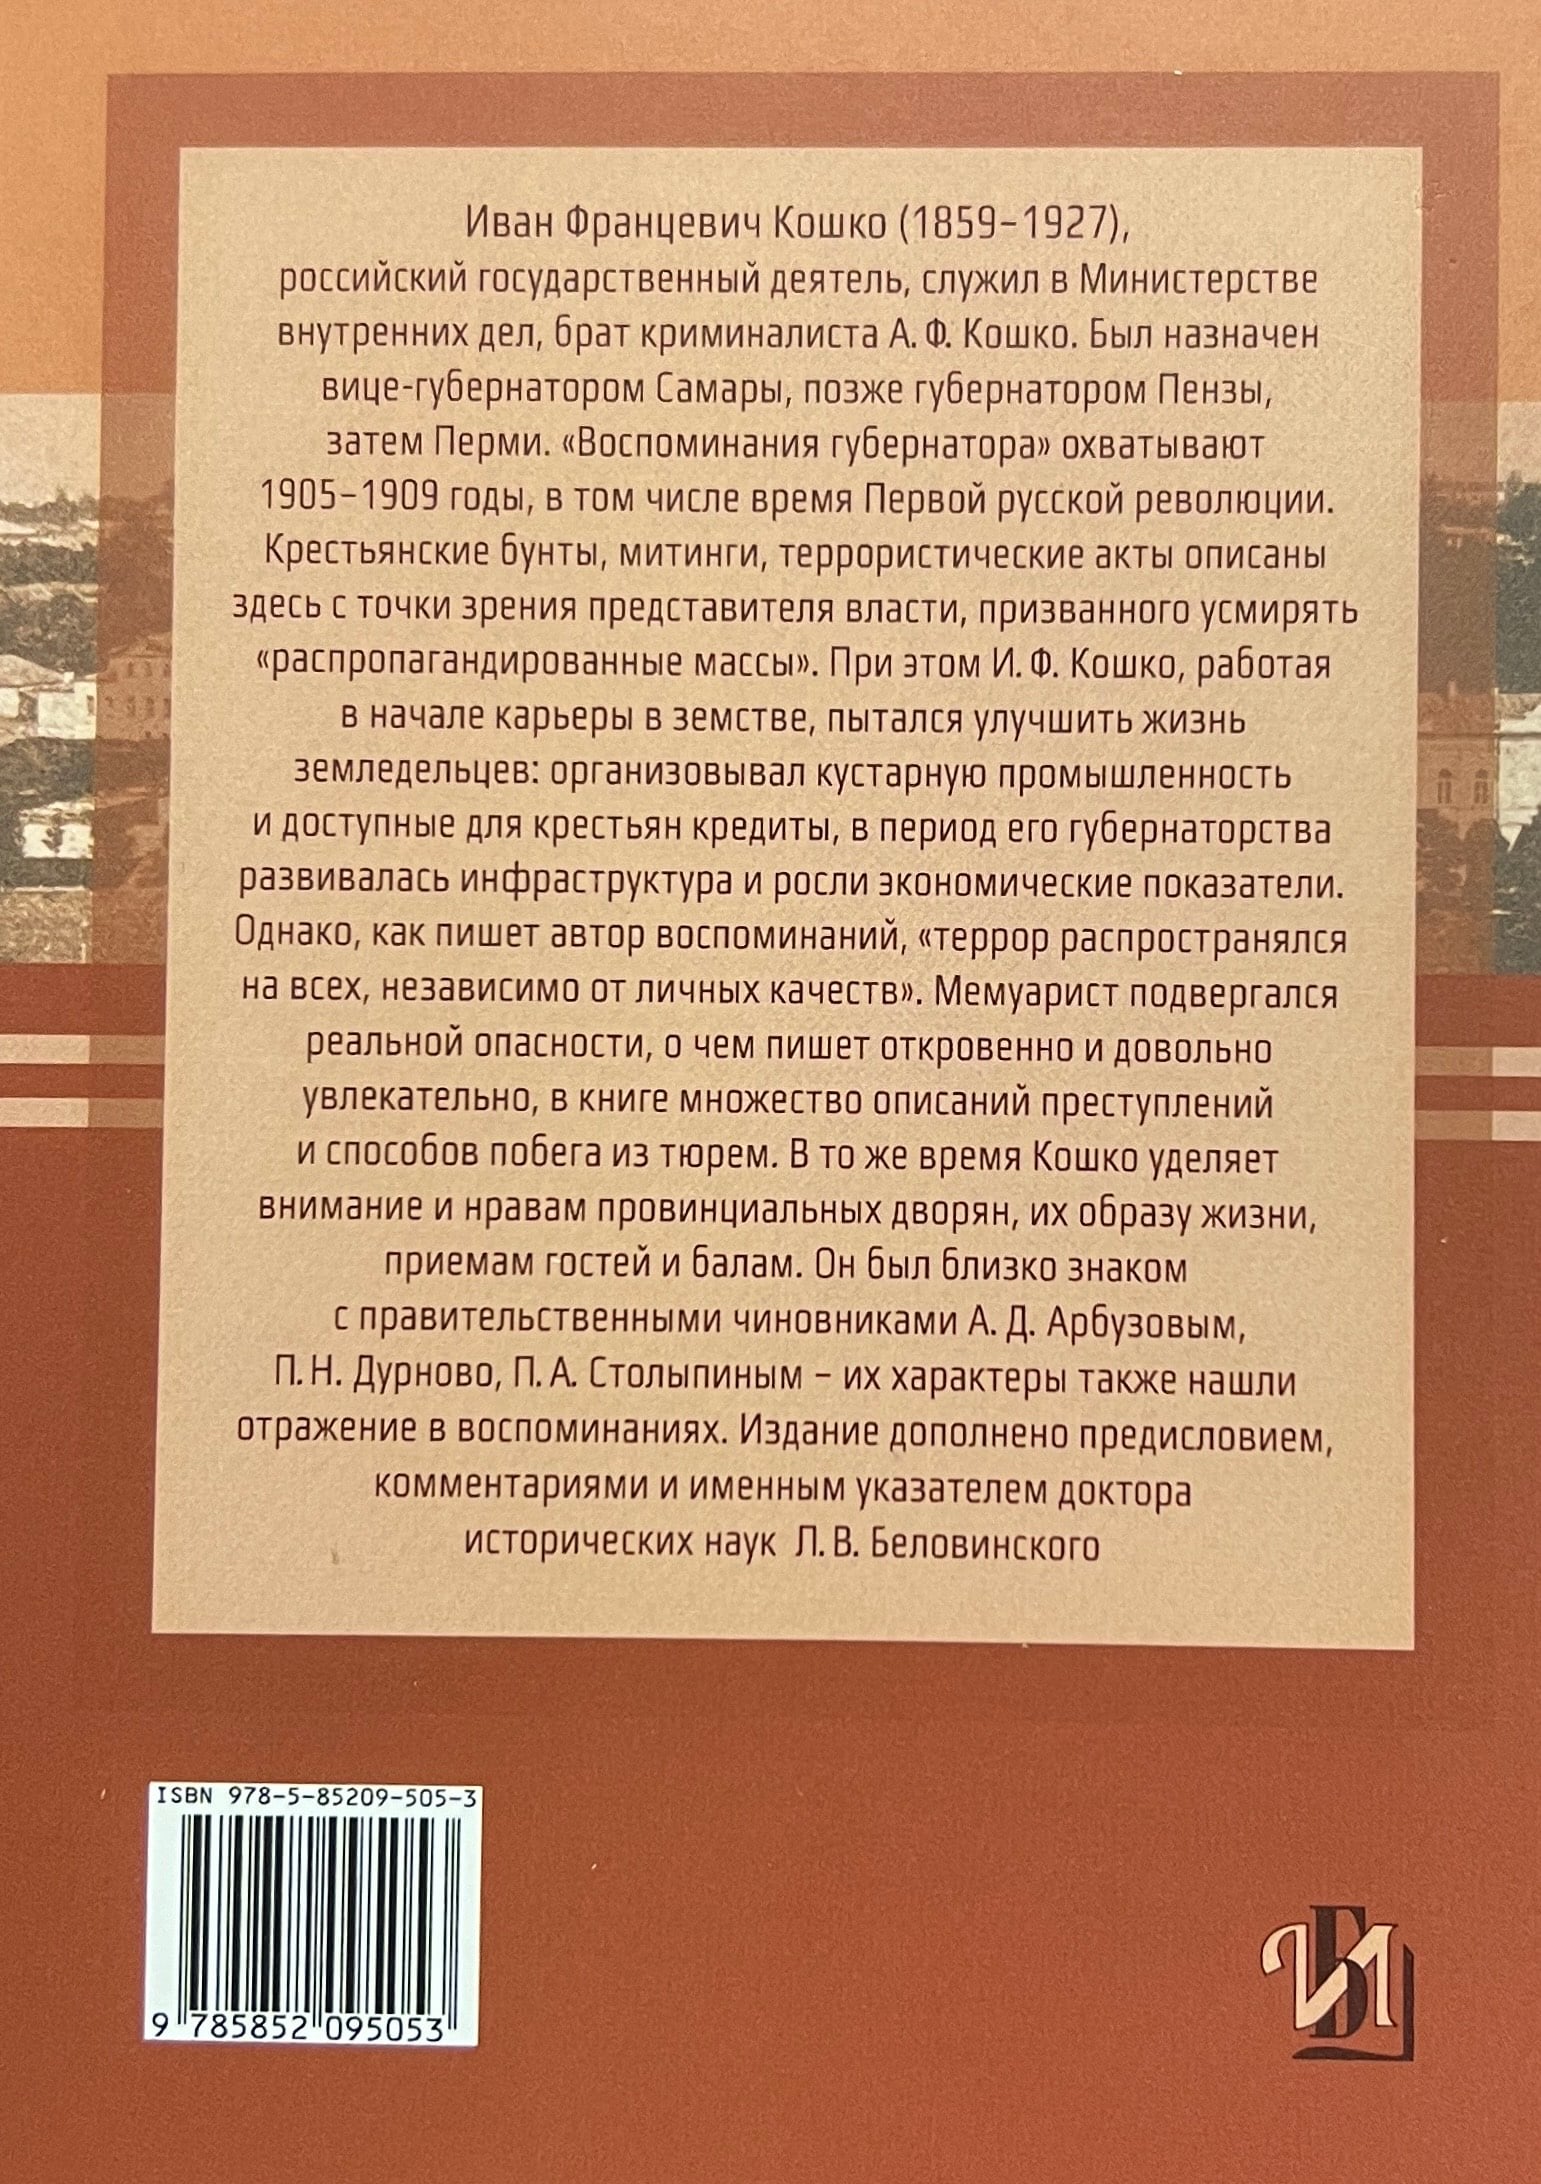 Иван Францевич Кошко (1859–1927),
российский государственный деятель, служил в Министерстве
внутренних дел, брат криминалиста А. Ф. Кошко. Был назначен
вице-губернатором Самары, позже губернатором Пензы,
затем Перми. «Воспоминания губернатора» охватывают
1905–1909 годы, в том числе время Первой русской революции.
Крестьянские бунты, митинги, террористические акты описаны
здесь с точки зрения представителя власти, призванного усмирять
«распропагандированные массы». При этом И. Ф. Кошко, работая
в начале карьеры в земстве, пытался улучшить жизнь
земледельцев: организовывал кустарную промышленность
и доступные для крестьян кредиты, в период его губернаторства
развивалась инфраструктура и росли экономические показатели.
Однако, как пишет автор воспоминаний, «террор распространялся
на всех, независимо от личных качеств». Мемуарист подвергался
реальной опасности, о чем пишет откровенно и довольно
увлекательно, в книге множество описаний преступлений
и способов побега из тюрем. В то же время Кошко уделяет
внимание и нравам провинциальных дворян, их образу жизни,
приемам гостей и балам. Он был близко знаком
с правительственными чиновниками А. Д. Арбузовым,
П. Н. Дурново, П. А. Столыпиным – их характеры также нашли
отражение в воспоминаниях. Издание дополнено предисловием,
комментариями и именным указателем доктора
исторических наук Л. В. Беловинского
ISBN 978-5-85209-505-3
9 785852 095053
ИБ